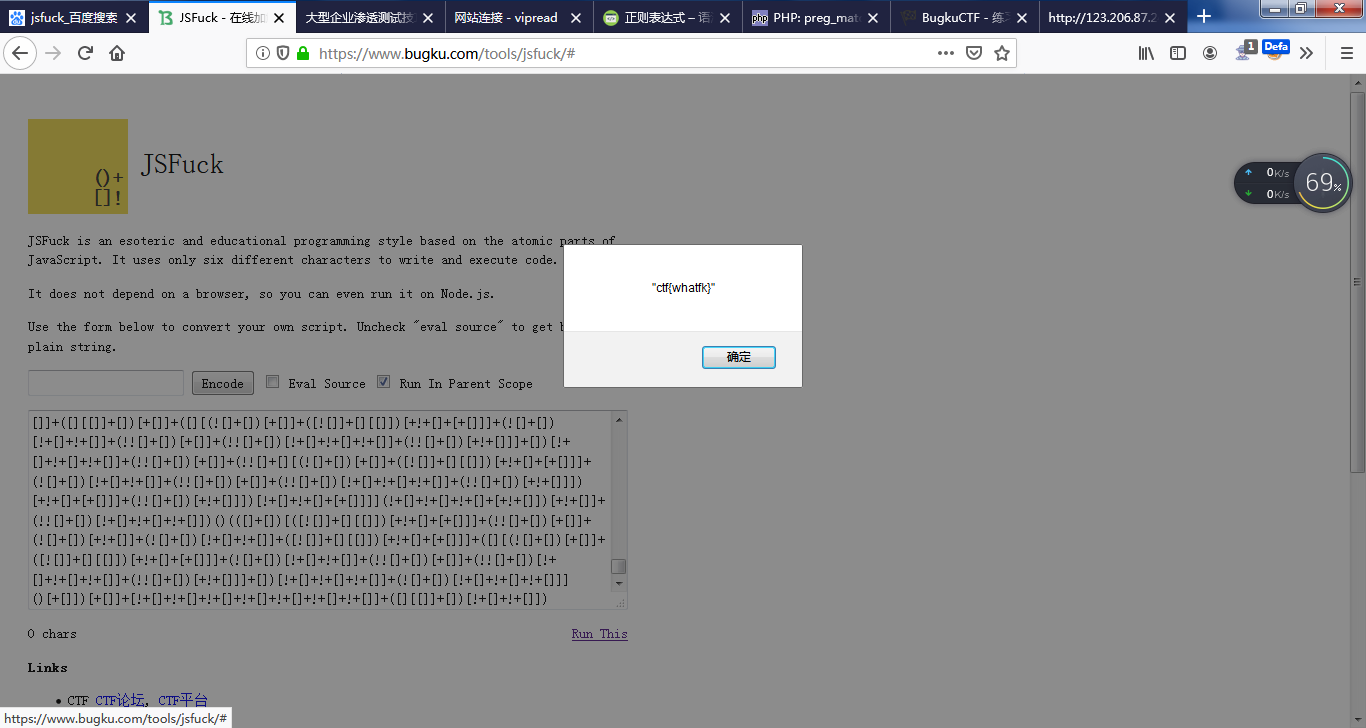 jsfuck_百度搜索
JSFuck - 在线加
大型企业渗透测试技
网站连接 - vipread
正则表达式 – 语
php PHP: preg_mat
BugkuCTF - 练
http://123.206.87.2
https://www.bugku.com/tools/jsfuck/#
1
Defa
()+
[]!
JSFuck
0K/s
0K/s
69%
JSFuck is an esoteric and educational programming style based on the atomic parts of
JavaScript. It uses only six different characters to write and execute code.
It does not depend on a browser, so you can even run it on Node.js.
Use the form below to convert your own script. Uncheck "eval source" to get b
plain string.
"ctf{whatfk}"
确定
Encode
Eval Source
Run In Parent Scope
[]]+([][[]]+[])[+[]]+([][(![]+[])[+[]]+([![]]+[][[]])[+!+[]+[+[]]]+(![]+[])
[!+[]+!+[]]+(!![]+[])[+[]]+(!![]+[])[!+[]+!+[]+!+[]]+(!![]+[])[+!+[]]]+[])[!+
[]+!+[]+!+[]]+(!![]+[])[+[]]+(!![]+[][(![]+[])[+[]]+([![]]+[][[]])[+!+[]+[+[]]]+
(![]+[])[!+[]+!+[]]+(!![]+[])[+[]]+(!![]+[])[!+[]+!+[]+!+[]]+(!![]+[])[+!+[]]])
[+!+[]+[+[]]]+(!![]+[])[+!+[]]])[!+[]+!+[]+[+[]]]](!+[]+!+[]+!+[]+[+!+[]])[+!+[]]+
(!![]+[])[!+[]+!+[]+!+[]])()(([]+[])[([![]]+[][[]])[+!+[]+[+[]]]+(!![]+[])[+[]]+
(![]+[])[+!+[]]+(![]+[])[!+[]+!+[]]+([![]]+[][[]])[+!+[]+[+[]]]+([][(![]+[])[+[]]+
([![]]+[][[]])[+!+[]+[+[]]]+(![]+[])[!+[]+!+[]]+(!![]+[])[+[]]+(!![]+[])[!+
[]+!+[]+!+[]]+(!![]+[])[+!+[]]]+[])[!+[]+!+[]+!+[]]+(![]+[])[!+[]+!+[]+!+[]]]
()[+[]])[+[]]+[!+[]+!+[]+!+[]+!+[]+!+[]+!+[]+!+[]]+([][[]]+[])[!+[]+!+[]])
0 chars
Run This
Links
CTF CTF论坛, CTF平台
https://www.bugku.com/tools/jsfuck/#